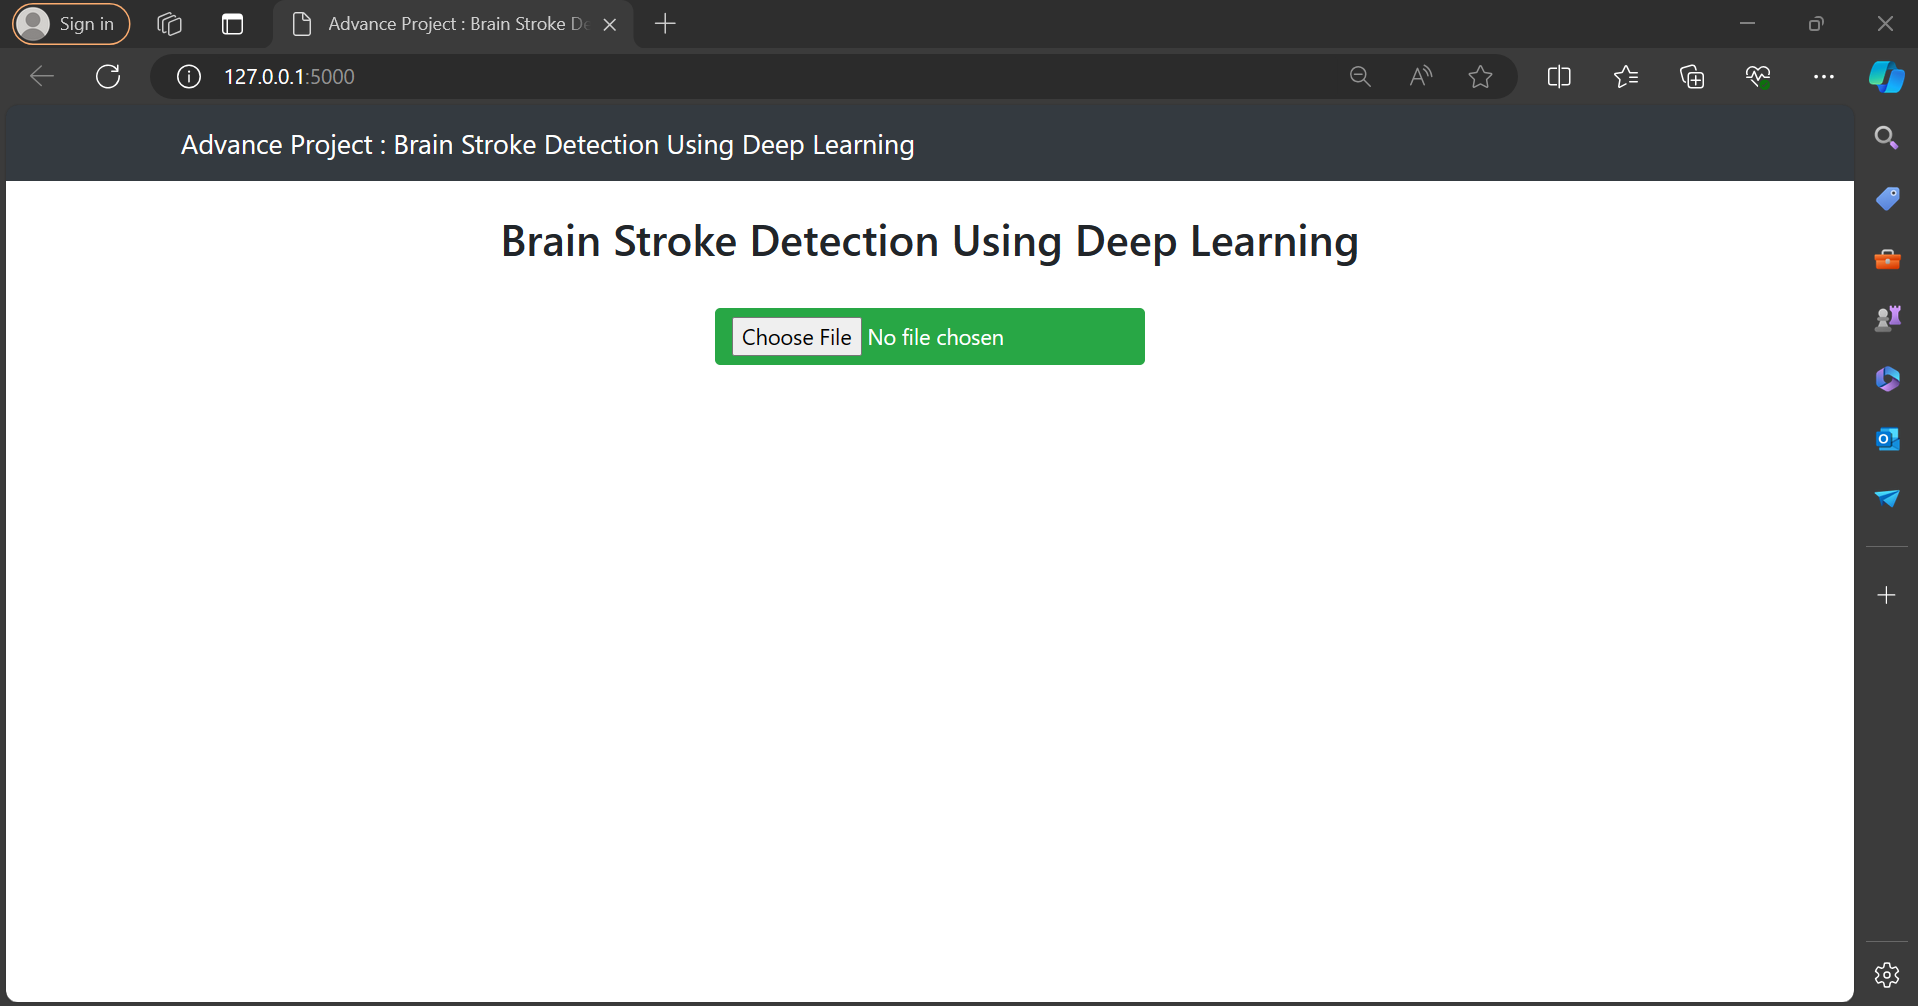 Sign in
Advance Project : Brain Stroke De
127.0.0.1:5000
Advance Project : Brain Stroke Detection Using Deep Learning
Brain Stroke Detection Using Deep Learning
Choose File No file chosen